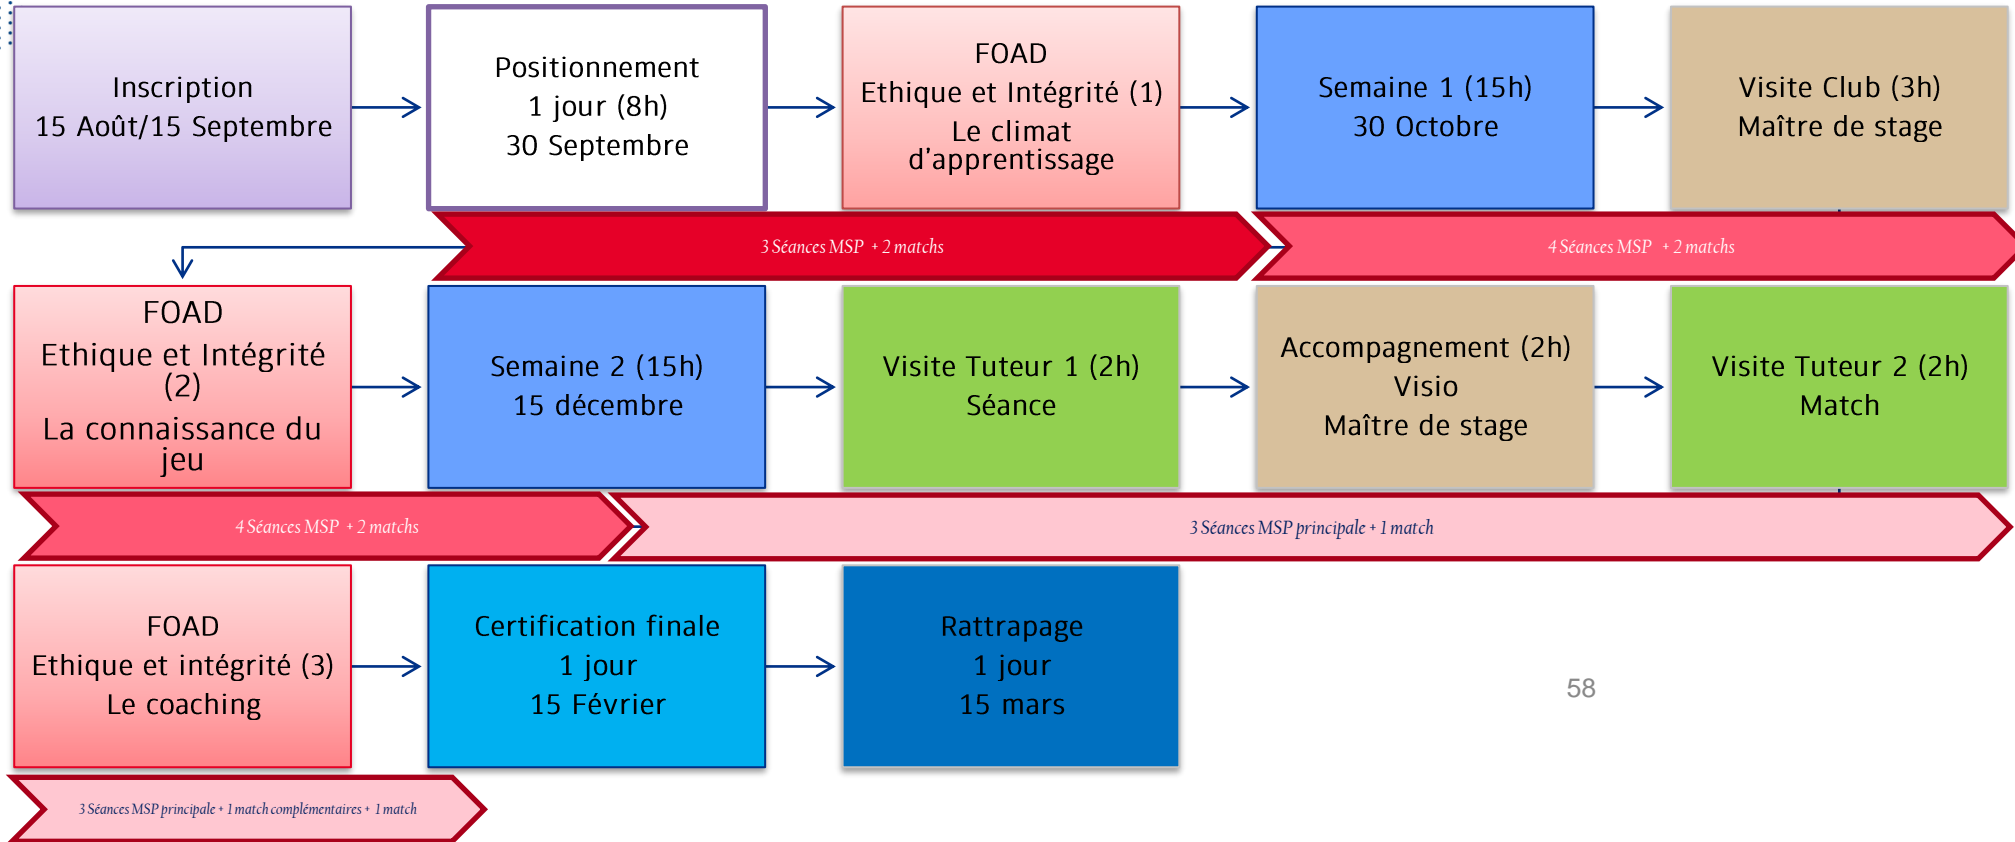 Inscription
15 Août/15 Septembre
Positionnement
1 jour (8h)
30 Septembre
FOAD
Ethique et Intégrité (1)
Le climat
d'apprentissage
Semaine 1 (15h)
30 Octobre
Visite Club (3h)
Maître de stage
3 Séances MSP + 2 matchs
4 Séances MSP + 2 matchs
FOAD
Ethique et Intégrité
(2)
La connaissance du
jeu
Semaine 2 (15h)
15 décembre
Visite Tuteur 1 (2h)
Séance
Accompagnement (2h)
Visio
Maître de stage
Visite Tuteur 2 (2h)
Match
4 Séances MSP + 2 matchs
3 Séances MSP principale + 1 match
FOAD
Ethique et intégrité (3)
Le coaching
Certification finale
1 jour
15 Février
Rattrapage
1 jour
15 mars
58
3 Séances MSP principale + 1 match complémentaires + 1 match